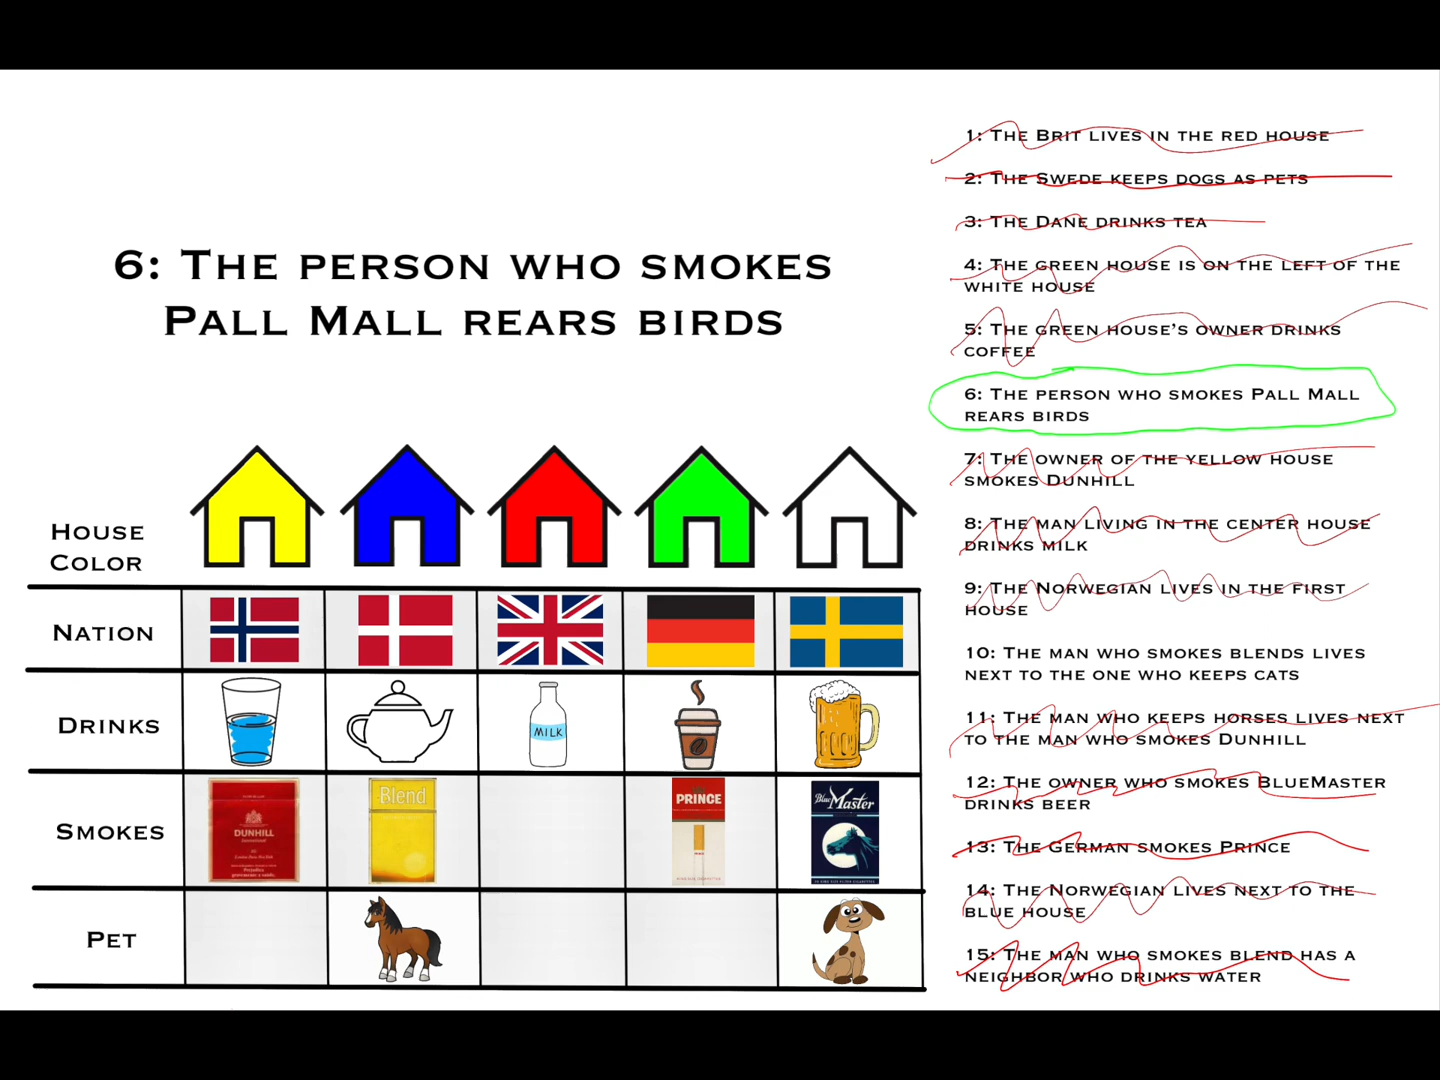 6: The person who smokes
Pall Mall rears birds
1: The Brit lives in the red house
2: The Swede keeps dogs as pets
3: The Dane drinks tea
4: The green house is on the left of the
white house
5: The green house's owner drinks
coffee
6: The person who smokes Pall Mall
rears birds
7: The owner of the yellow house
smokes Dunhill
8: The man living in the center house
drinks milk
9: The Norwegian lives in the first
house
10: The man who smokes blends lives
next to the one who keeps cats
11: The man who keeps horses lives next
to the man who smokes Dunhill
12: The owner who smokes BlueMaster
drinks beer
13: The German smokes Prince
14: The Norwegian lives next to the
blue house
15: The man who smokes blend has a
neighbor who drinks water
House
Color
Nation
Drinks
MILK
Smokes
DUNHILL
International
Blend
PRINCE
Blue Master
Pet